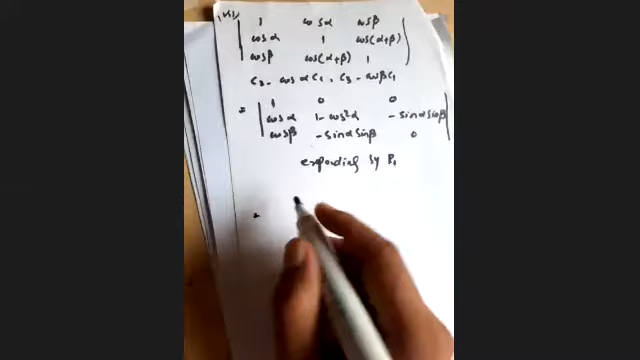 (vii) | 1 cosα cosβ |
| cosα 1 cos(α+β) |
| cosβ cos(α+β) 1 |
C₂ - cosα C₁, C₃ - cosβ C₁
= | 1 0 0 |
| cosα 1-cos²α -sinα sinβ |
| cosβ -sinα sinβ 0 |
expanding by R₁
=